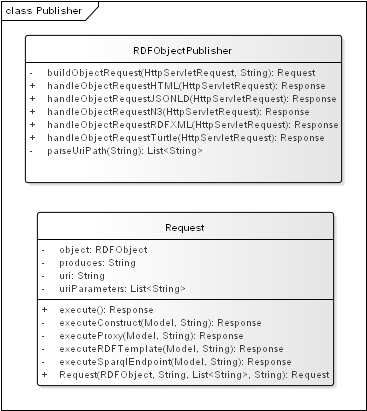 class Publisher
RDFObjectPublisher
- buildObjectRequest(HttpServletRequest, String): Request
+ handleObjectRequestHTML(HttpServletRequest): Response
+ handleObjectRequestJSONLD(HttpServletRequest): Response
+ handleObjectRequestN3(HttpServletRequest): Response
+ handleObjectRequestRDFXML(HttpServletRequest): Response
+ handleObjectRequestTurtle(HttpServletRequest): Response
- parseUriPath(String): List<String>
Request
- object: RDFObject
- produces: String
- uri: String
- uriParameters: List<String>
+ execute(): Response
- executeConstruct(Model, String): Response
- executeProxy(Model, String): Response
- executeRDFTemplate(Model, String): Response
- executeSparqlEndpoint(Model, String): Response
+ Request(RDFObject, String, List<String>, String): Request